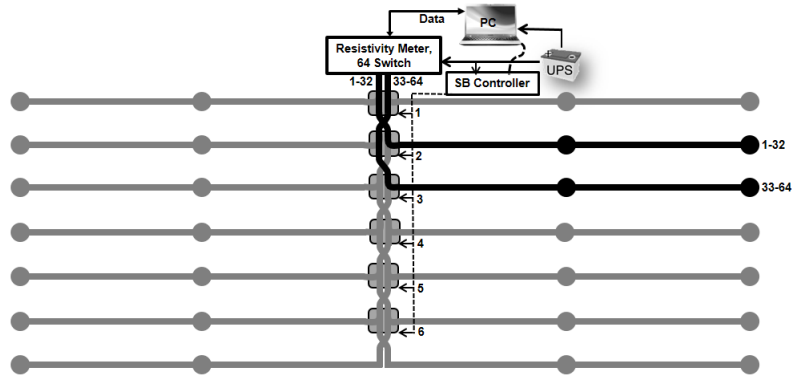 Data
PC
Resistivity Meter,
64 Switch
UPS
1-32 33-64
SB Controller
1
2
1-32
3
33-64
4
5
6